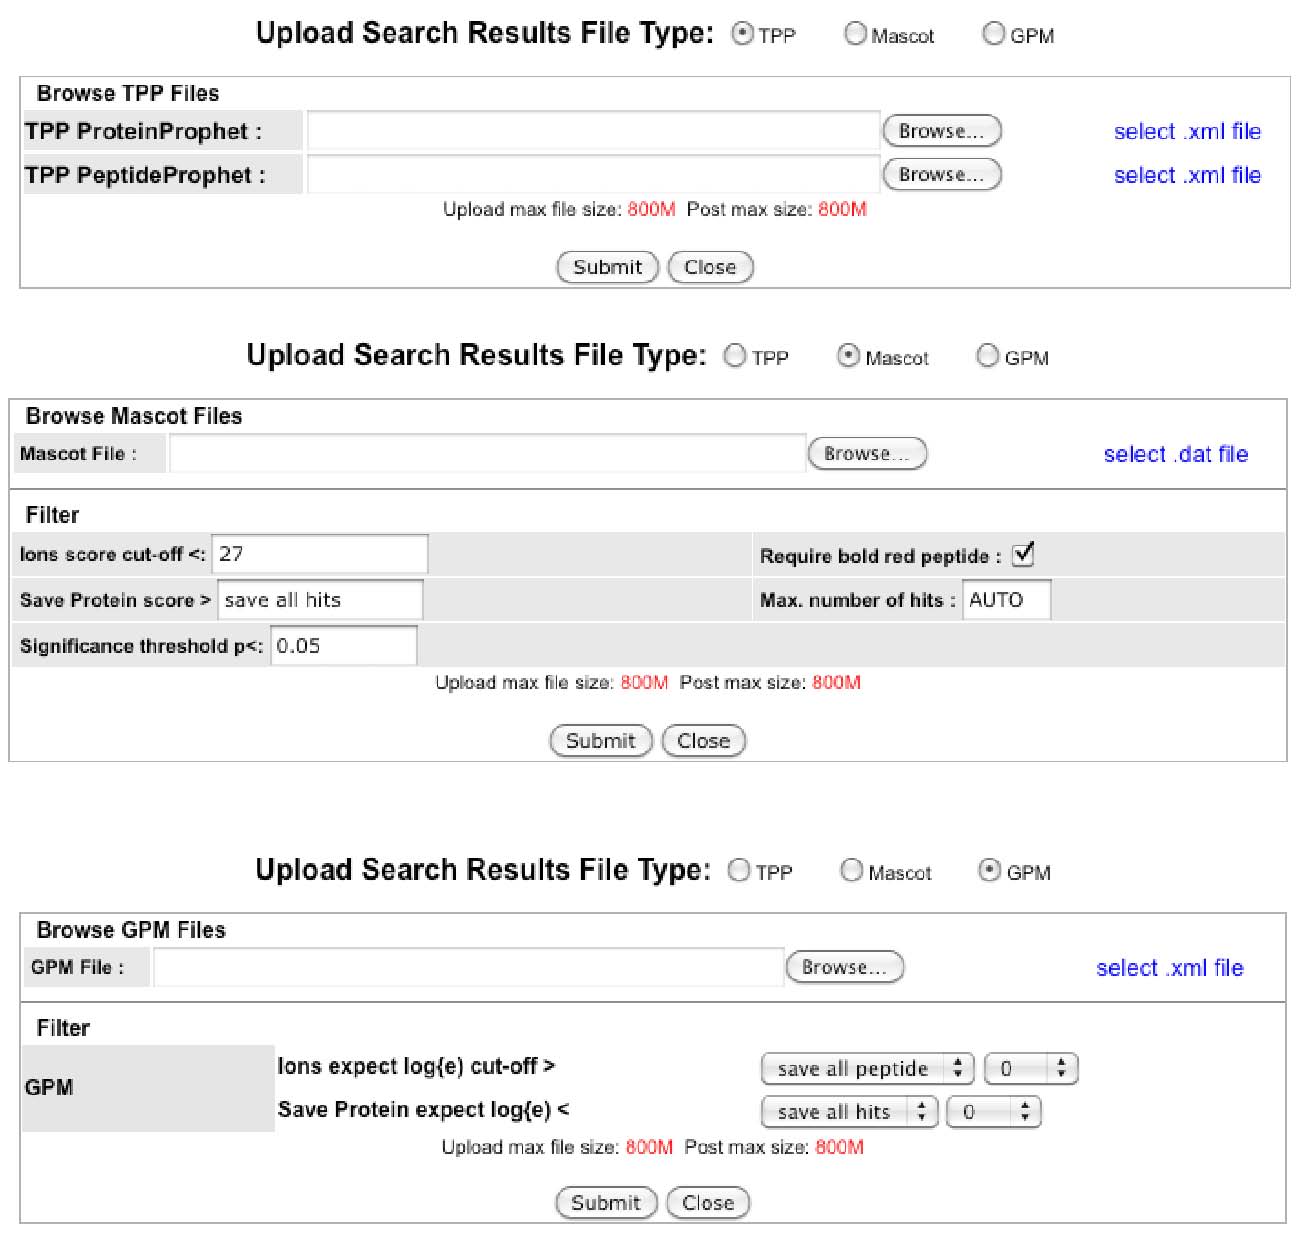 Upload Search Results File Type: TPP Mascot GPM
Browse TPP Files
TPP ProteinProphet : Browse... select .xml file
TPP PeptideProphet : Browse... select .xml file
Upload max file size: 800M Post max size: 800M
Submit Close
Upload Search Results File Type: TPP Mascot GPM
Browse Mascot Files
Mascot File : Browse... select .dat file
Filter
Ions score cut-off <: 27 Require bold red peptide :
Save Protein score > save all hits Max. number of hits : AUTO
Significance threshold p<: 0.05
Upload max file size: 800M Post max size: 800M
Submit Close
Upload Search Results File Type: TPP Mascot GPM
Browse GPM Files
GPM File : Browse... select .xml file
Filter
GPM
Ions expect log{e) cut-off > save all peptide 0
Save Protein expect log{e) < save all hits 0
Upload max file size: 800M Post max size: 800M
Submit Close